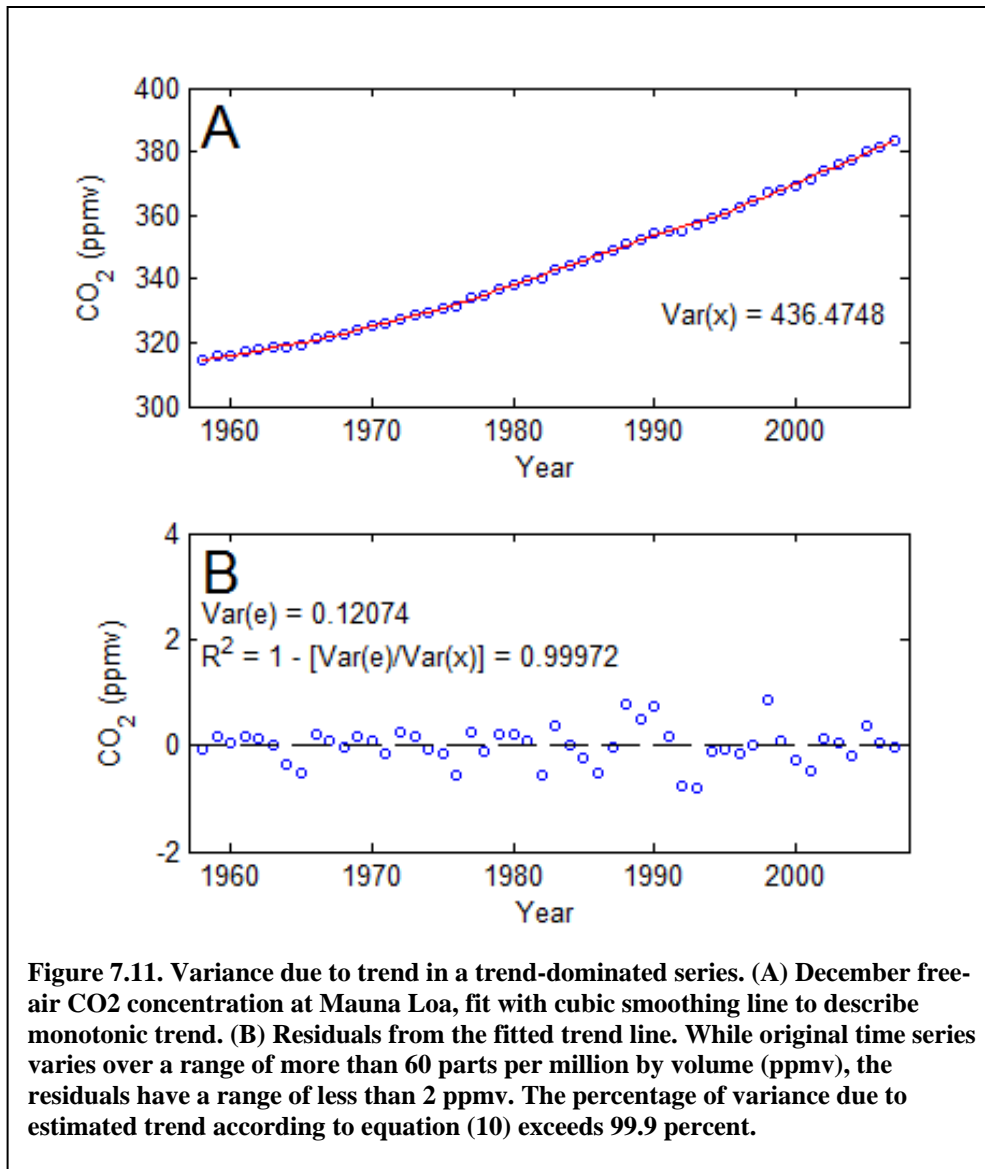 A
400
380
360
340
320
300
CO2 (ppmv)
Var(x) = 436.4748
1960 1970 1980 1990 2000
Year
B
4
2
0
-2
CO2 (ppmv)
Var(e) = 0.12074
R2 = 1 - [Var(e)/Var(x)] = 0.99972
1960 1970 1980 1990 2000
Year
Figure 7.11. Variance due to trend in a trend-dominated series. (A) December free-
air CO2 concentration at Mauna Loa, fit with cubic smoothing line to describe
monotonic trend. (B) Residuals from the fitted trend line. While original time series
varies over a range of more than 60 parts per million by volume (ppmv), the
residuals have a range of less than 2 ppmv. The percentage of variance due to
estimated trend according to equation (10) exceeds 99.9 percent.